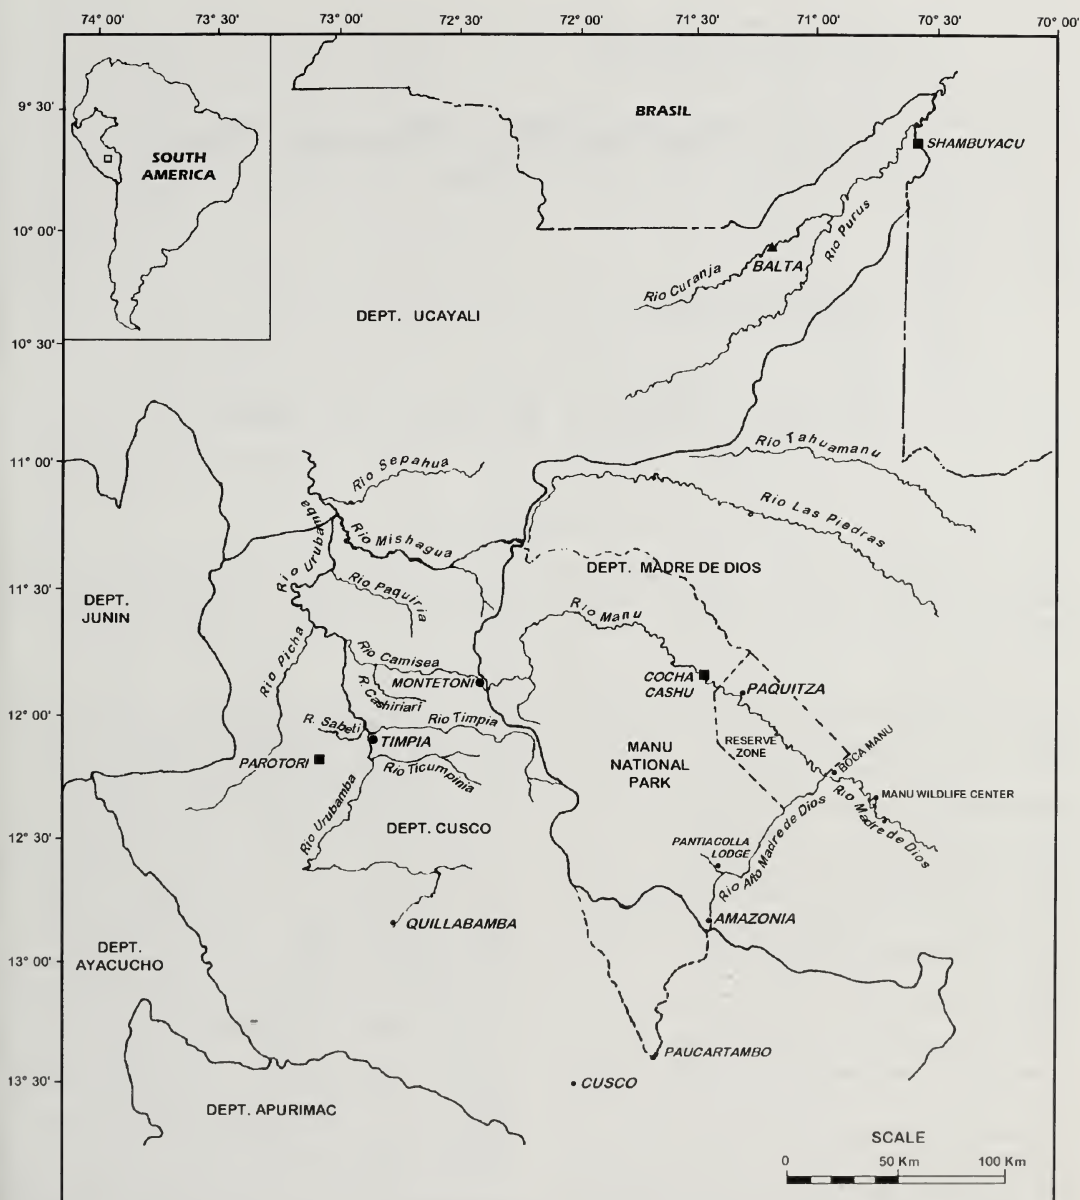 74° 00'
73° 30'
73° 00'
72° 30'
72° 00'
71° 30'
71° 00'
70° 30'
70° 00'
9° 30'
10° 00'
10° 30'
11° 00'
11° 30'
12° 00'
12° 30'
13° 00'
13° 30'
SOUTH
AMERICA
BRASIL
SHAMBUYACU
Rio Purus
BALTA
Rio Curanja
DEPT. UCAYALI
Rio Tahuamanu
Rio Sepahua
Rio Las Piedras
Rio Urubamba
Rio Mishagua
DEPT. MADRE DE DIOS
DEPT.
JUNIN
Rio Paquiria
Rio Manu
Rio Picha
Rio Camisea
MONTETONI
COCHA
CASHU
PAQUITZA
R. Cashiriari
R. Sabeti
Rio Timpia
TIMPIA
RESERVE
ZONE
BOCA MANU
MANU
NATIONAL
PARK
PAROTORI
Rio Ticumpinia
MANU WILDLIFE CENTER
Rio Urubamba
DEPT. CUSCO
Rio Madre de Dios
PANTIACOLLA
LODGE
Rio Alto Madre de Dios
QUILLABAMBA
AMAZONIA
DEPT.
AYACUCHO
PAUCARTAMBO
CUSCO
DEPT. APURIMAC
SCALE
0 50 Km 100 Km